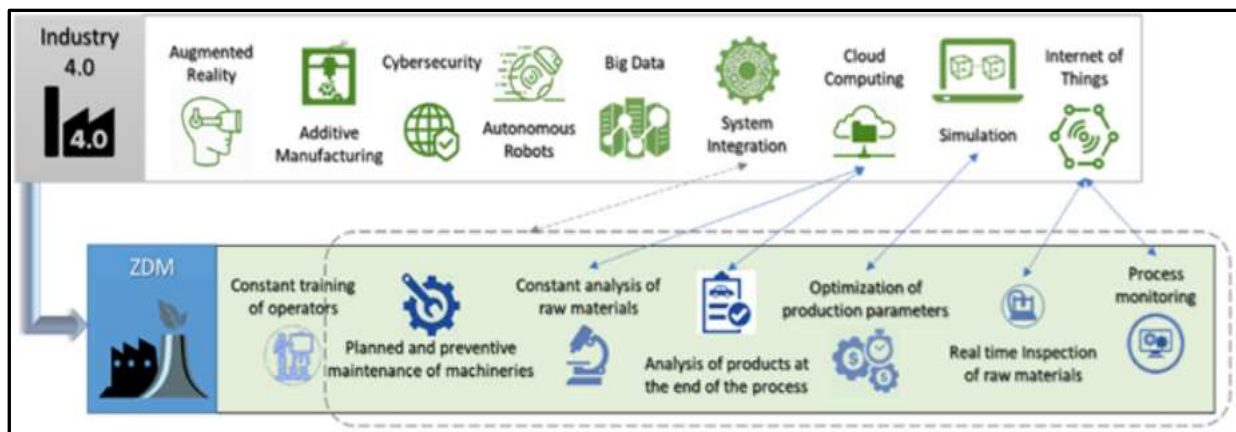 Industry
4.0
4.0
Augmented
Reality
Additive
Manufacturing
Cybersecurity
Autonomous
Robots
Big Data
System
Integration
Cloud
Computing
Simulation
Internet of
Things
ZDM
Constant training
of operators
Planned and preventive
maintenance of machineries
Constant analysis of
raw materials
Analysis of products at
the end of the process
Optimization of
production parameters
$
$
Real time Inspection
of raw materials
Process
monitoring